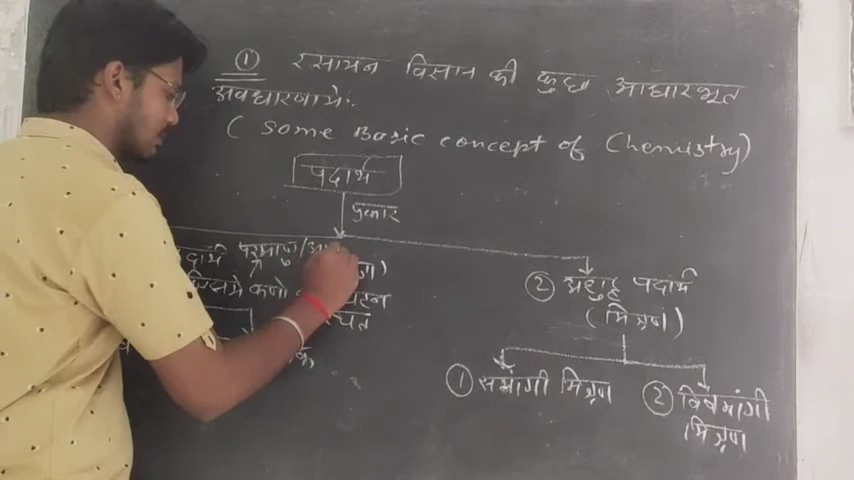 ① रसायन विज्ञान की कुछ आधारभूत
अवधारणाये:
( Some Basic concept of Chemistry)
पदार्थ
प्रकार
परमाणु/
② अशुद्ध पदार्थ
(मिश्रण)
① समांगी मिश्रण
② विषमांगी
मिश्रण